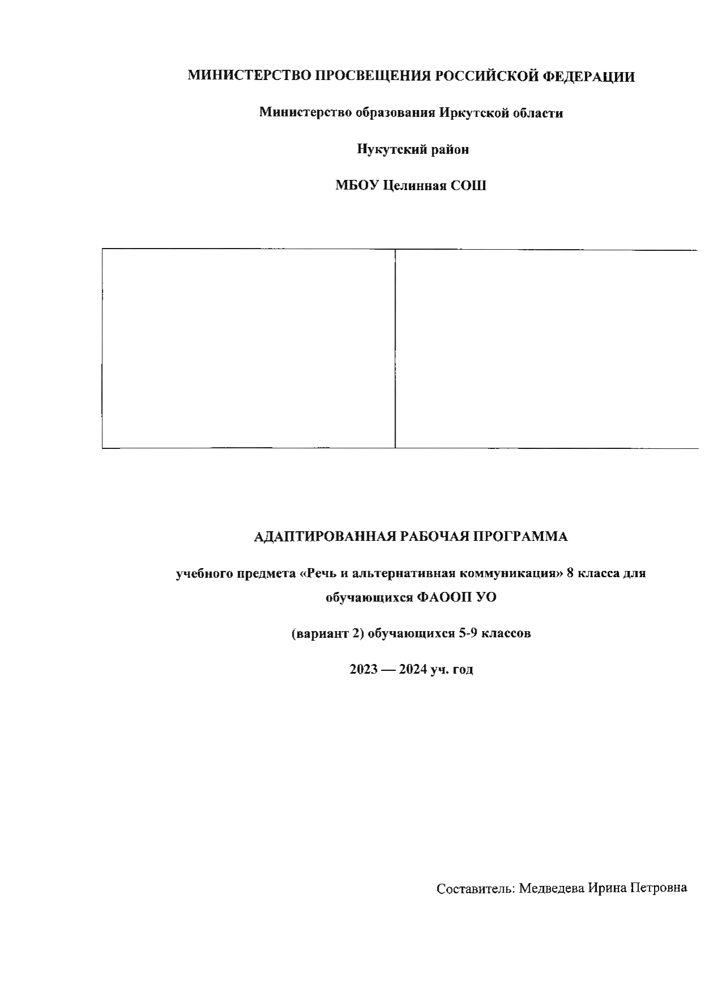 МИНИСТЕРСТВО ПРОСВЕЩЕНИЯ РОССИЙСКОЙ ФЕДЕРАЦИИ
Министерство образования Иркутской области
Нукутский район
МБОУ Целинная СОШ
АДАПТИРОВАННАЯ РАБОЧАЯ ПРОГРАММА
учебного предмета «Речь и альтернативная коммуникация» 8 класса для
обучающихся ФАООП УО
(вариант 2) обучающихся 5-9 классов
2023 — 2024 уч. год
Составитель: Медведева Ирина Петровна